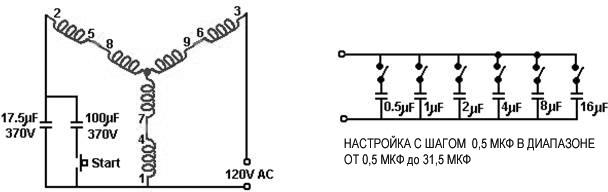 2
3
5
6
8
9
17.5µF
370V
100µF
370V
7
4
Start
1
120V AC
0.5µF
1µF
2µF
4µF
8µF
16µF
НАСТРОЙКА С ШАГОМ 0,5 МКФ В ДИАПАЗОНЕ
ОТ 0,5 МКФ до 31,5 МКФ